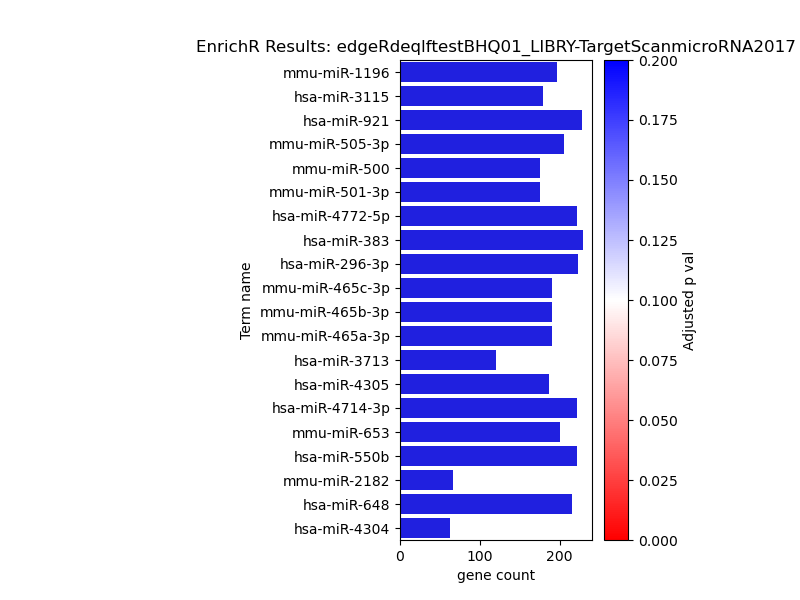 EnrichR Results: edgeRdeqlftestBHQ01_LIBRY-TargetScanmicroRNA2017
mmu-miR-1196
hsa-miR-3115
hsa-miR-921
mmu-miR-505-3p
mmu-miR-500
mmu-miR-501-3p
hsa-miR-4772-5p
hsa-miR-383
hsa-miR-296-3p
mmu-miR-465c-3p
mmu-miR-465b-3p
mmu-miR-465a-3p
hsa-miR-3713
hsa-miR-4305
hsa-miR-4714-3p
mmu-miR-653
hsa-miR-550b
mmu-miR-2182
hsa-miR-648
hsa-miR-4304
Term name
0 100 200
gene count
0.200
0.175
0.150
0.125
0.100
0.075
0.050
0.025
0.000
Adjusted p val